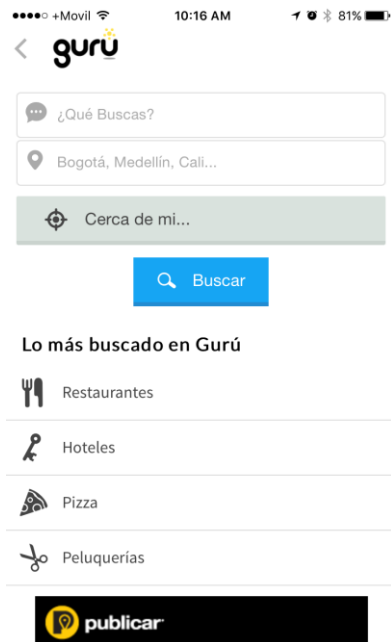 +Movil 10:16 AM 81%
gurú
¿Qué Buscas?
Bogotá, Medellín, Cali...
Cerca de mi...
Buscar
Lo más buscado en Gurú
Restaurantes
Hoteles
Pizza
Peluquerías
publicar